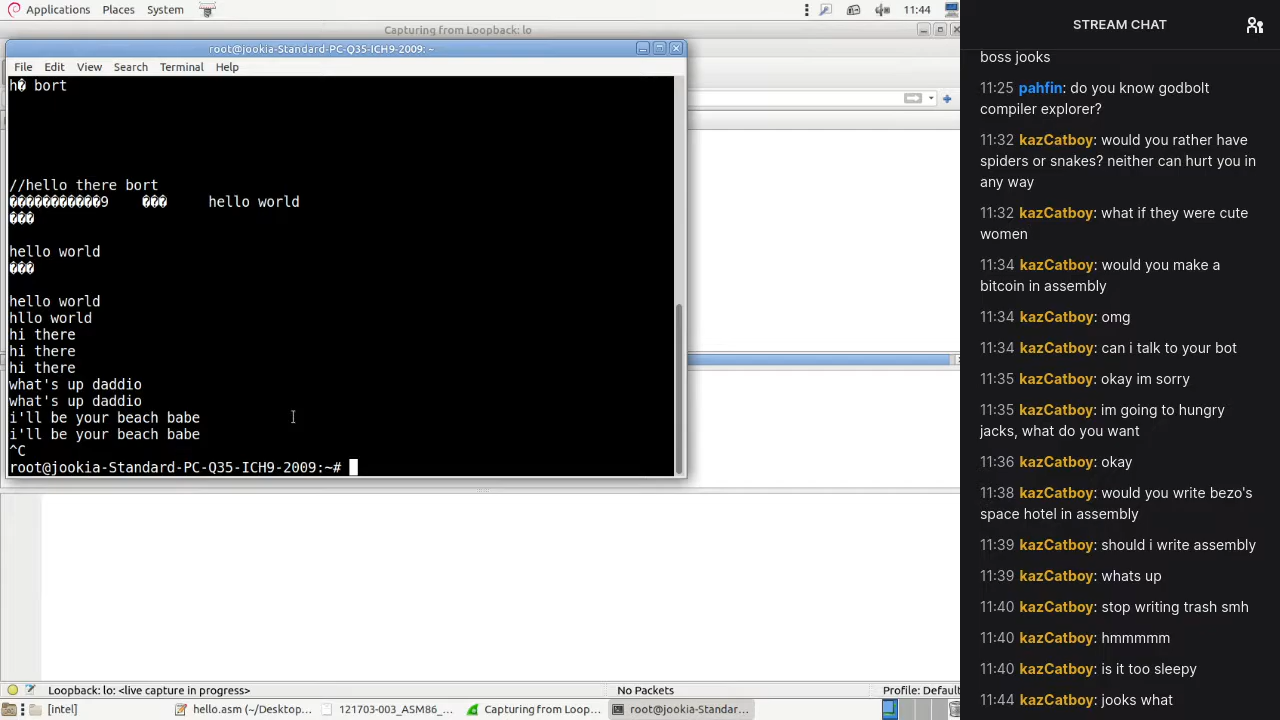 Applications Places System
11:44
Capturing from Loopback: lo
root@jookia-Standard-PC-Q35-ICH9-2009: ~
File Edit View Search Terminal Help
h� bort
//hello there bort
������������9 ��� hello world
���
hello world
���
hello world
hllo world
hi there
hi there
hi there
what's up daddio
what's up daddio
i'll be your beach babe
i'll be your beach babe
^C
root@jookia-Standard-PC-Q35-ICH9-2009:~#
Loopback: lo: <live capture in progress>
No Packets
Profile: Default
[intel]
hello.asm (~/Desktop...
127112-003_ASM86_...
Capturing from Loop...
root@jookia-Standar...
STREAM CHAT
boss jooks
11:25 pahfin: do you know godbolt
compiler explorer?
11:32 kazCatboy: would you rather have
spiders or snakes? neither can hurt you in
any way
11:32 kazCatboy: what if they were cute
women
11:34 kazCatboy: would you make a
bitcoin in assembly
11:34 kazCatboy: omg
11:34 kazCatboy: can i talk to your bot
11:35 kazCatboy: okay im sorry
11:35 kazCatboy: im going to hungry
jacks, what do you want
11:36 kazCatboy: okay
11:38 kazCatboy: would you write bezo's
space hotel in assembly
11:39 kazCatboy: should i write assembly
11:39 kazCatboy: whats up
11:40 kazCatboy: stop writing trash smh
11:40 kazCatboy: hmmmmm
11:40 kazCatboy: is it too sleepy
11:44 kazCatboy: jooks what